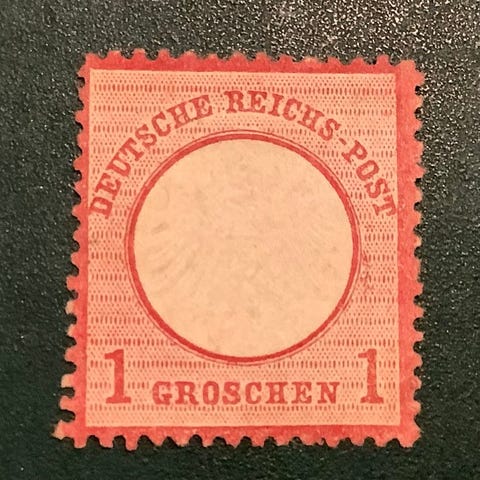 DEUTSCHE REICHS-POST
1 GROSCHEN 1